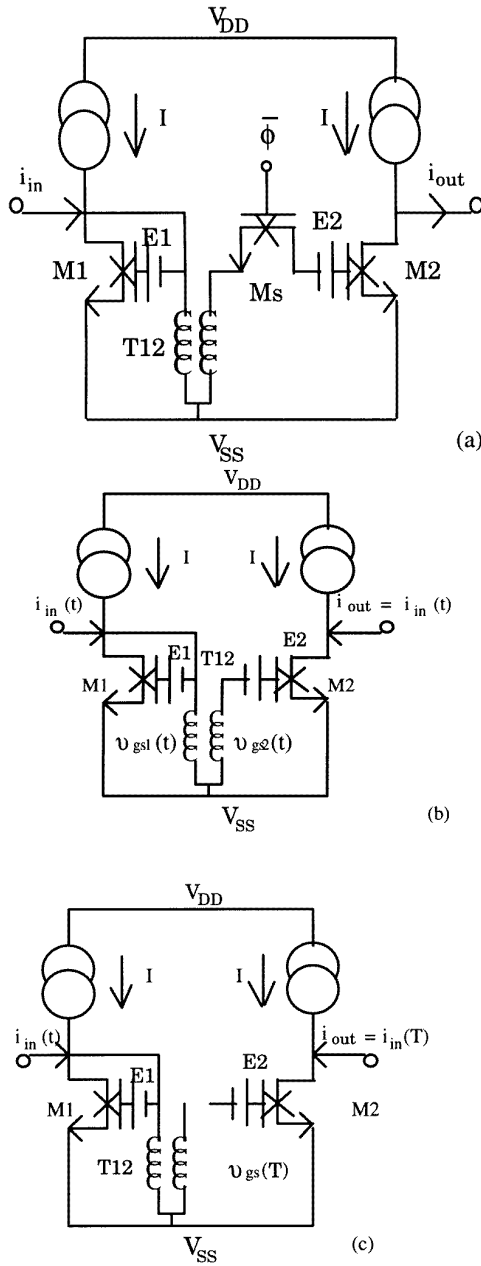 V_DD
I I
i_in ϕ̄ i_out
E1 E2
M1 Ms M2
T12
V_SS
(a)
V_DD
I I
i_in (t) i_out = i_in (t)
E1 T12 E2
M1 M2
υ_gs1 (t) υ_gs2 (t)
V_SS
(b)
V_DD
I I
i_in (t) i_out = i_in (T)
E1 E2
M1 M2
T12 υ_gs (T)
V_SS
(c)